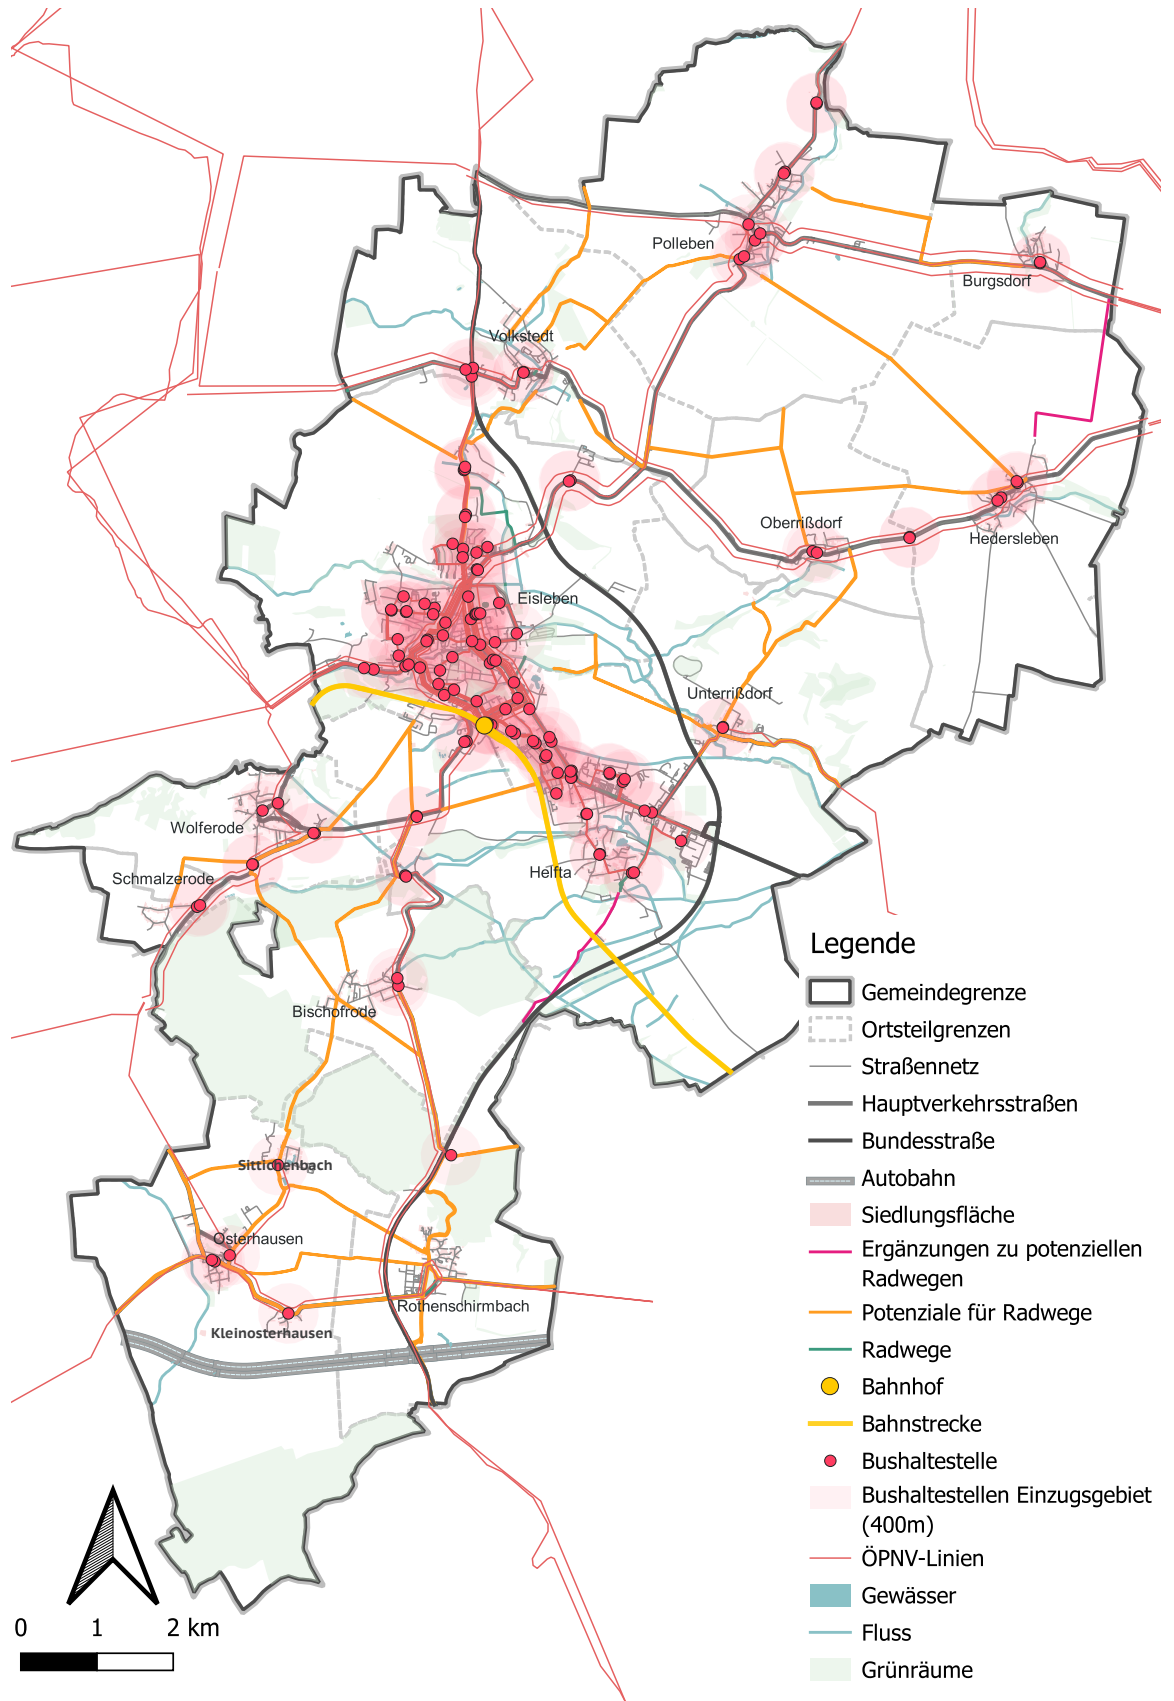 Polleben
Burgsdorf
Volkstedt
Oberrißdorf
Hedersleben
Eisleben
Unterrißdorf
Wolferode
Schmalzerode
Helfta
Bischofrode
Sittichenbach
Osterhausen
Rothenschirmbach
Kleinosterhausen
Legende
Gemeindegrenze
Ortsteilgrenzen
Straßennetz
Hauptverkehrsstraßen
Bundesstraße
Autobahn
Siedlungsfläche
Ergänzungen zu potenziellen
Radwegen
Potenziale für Radwege
Radwege
Bahnhof
Bahnstrecke
Bushaltestelle
Bushaltestellen Einzugsgebiet
(400m)
ÖPNV-Linien
Gewässer
Fluss
Grünräume
0 1 2 km